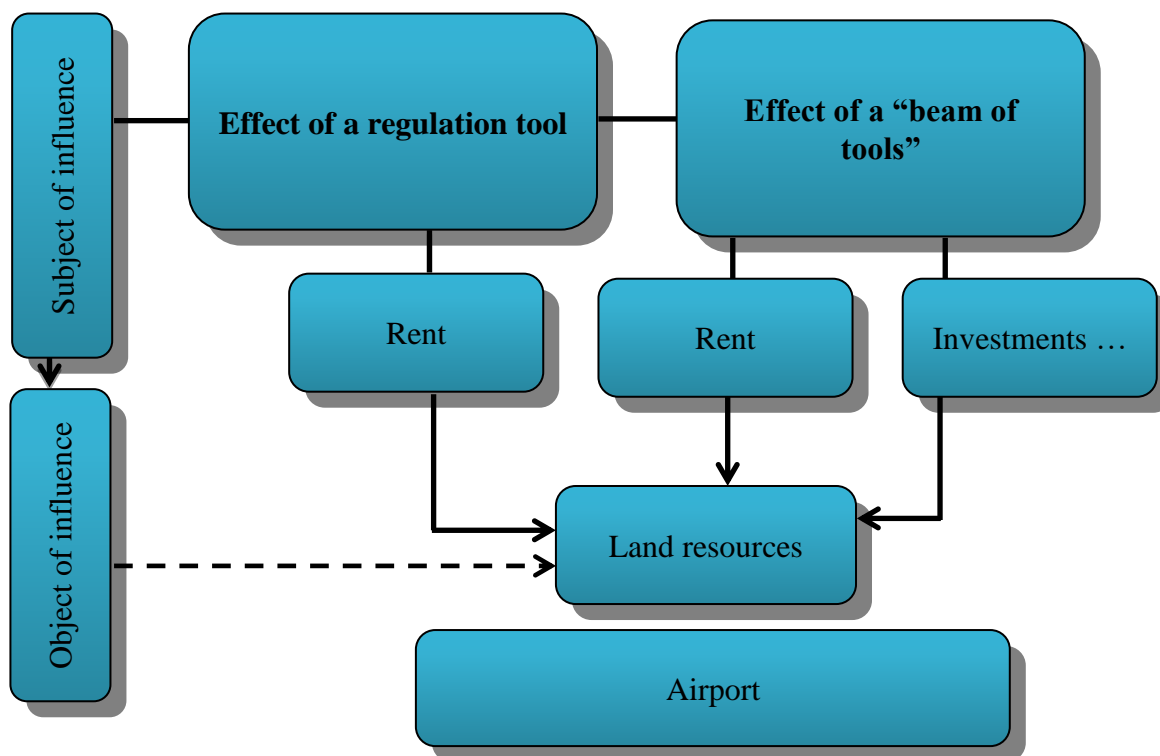 Subject of influence
Effect of a regulation tool
Effect of a “beam of
tools”
Rent
Rent
Investments …
Object of influence
Land resources
Airport